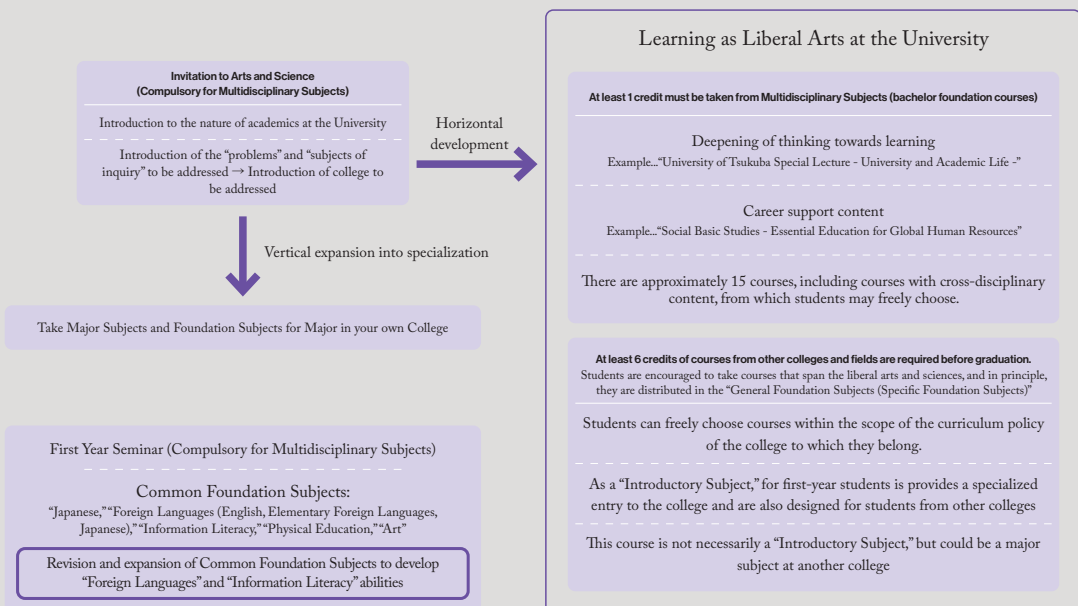 Invitation to Arts and Science
(Compulsory for Multidisciplinary Subjects)
Introduction to the nature of academics at the University
Introduction of the “problems” and “subjects of
inquiry” to be addressed → Introduction of college to
be addressed
Horizontal
development
Vertical expansion into specialization
Take Major Subjects and Foundation Subjects for Major in your own College
First Year Seminar (Compulsory for Multidisciplinary Subjects)
Common Foundation Subjects:
“Japanese,” “Foreign Languages (English, Elementary Foreign Languages,
Japanese),” “Information Literacy,” “Physical Education,” “Art”
Revision and expansion of Common Foundation Subjects to develop
“Foreign Languages” and “Information Literacy” abilities
Learning as Liberal Arts at the University
At least 1 credit must be taken from Multidisciplinary Subjects (bachelor foundation courses)
Deepening of thinking towards learning
Example...“University of Tsukuba Special Lecture - University and Academic Life -”
Career support content
Example...“Social Basic Studies - Essential Education for Global Human Resources”
There are approximately 15 courses, including courses with cross-disciplinary
content, from which students may freely choose.
At least 6 credits of courses from other colleges and fields are required before graduation.
Students are encouraged to take courses that span the liberal arts and sciences, and in principle,
they are distributed in the “General Foundation Subjects (Specific Foundation Subjects)”
Students can freely choose courses within the scope of the curriculum policy
of the college to which they belong.
As a “Introductory Subject,” for first-year students is provides a specialized
entry to the college and are also designed for students from other colleges
This course is not necessarily a “Introductory Subject,” but could be a major
subject at another college